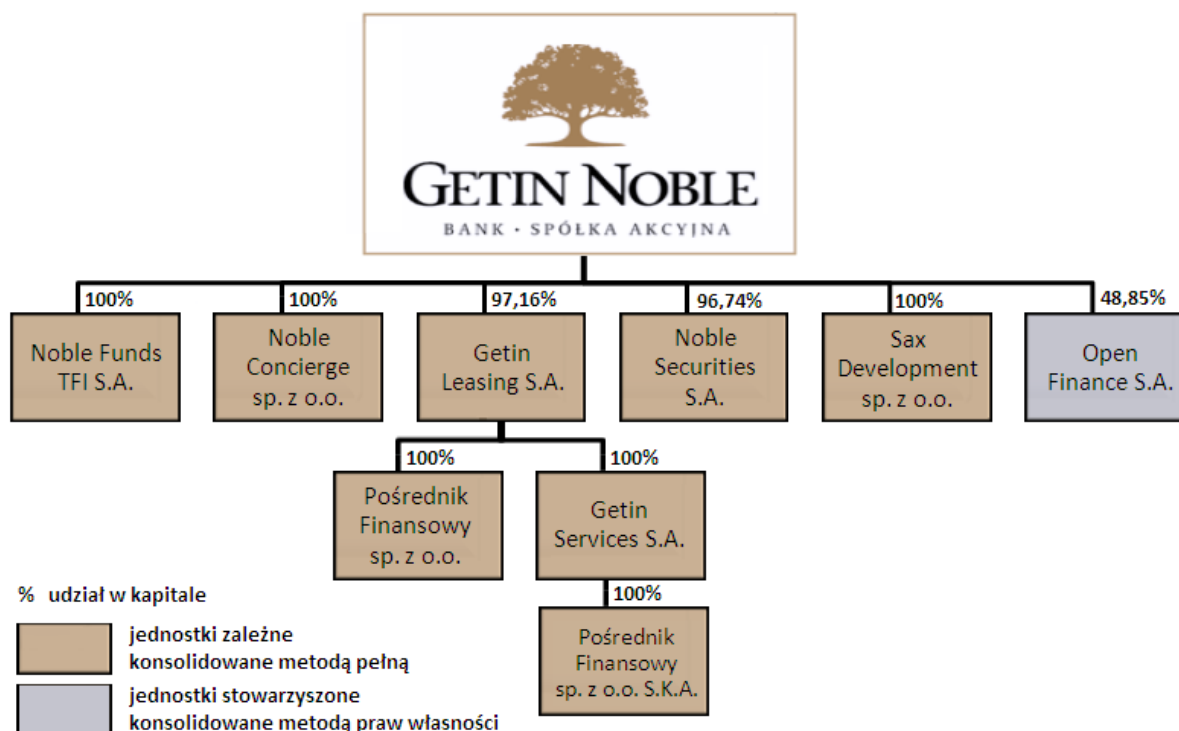 GETIN NOBLE
BANK · SPÓŁKA AKCYJNA
100%
100%
97,16%
96,74%
100%
48,85%
Noble Funds
TFI S.A.
Noble
Concierge
sp. z o.o.
Getin
Leasing S.A.
Noble
Securities
S.A.
Sax
Development
sp. z o.o.
Open
Finance S.A.
100%
100%
Pośrednik
Finansowy
sp. z o.o.
Getin
Services S.A.
100%
Pośrednik
Finansowy
sp. z o.o. S.K.A.
% udział w kapitale
jednostki zależne
konsolidowane metodą pełną
jednostki stowarzyszone
konsolidowane metodą praw własności